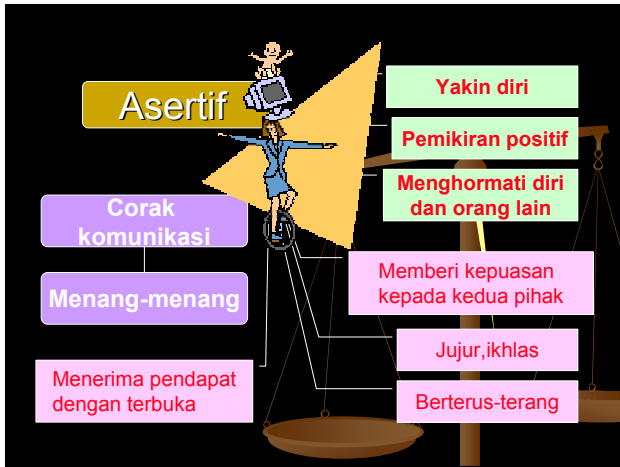 Asertif
Yakin diri
Pemikiran positif
Menghormati diri
dan orang lain
Corak
komunikasi
Menang-menang
Memberi kepuasan
kepada kedua pihak
Jujur,ikhlas
Menerima pendapat
dengan terbuka
Berterus-terang